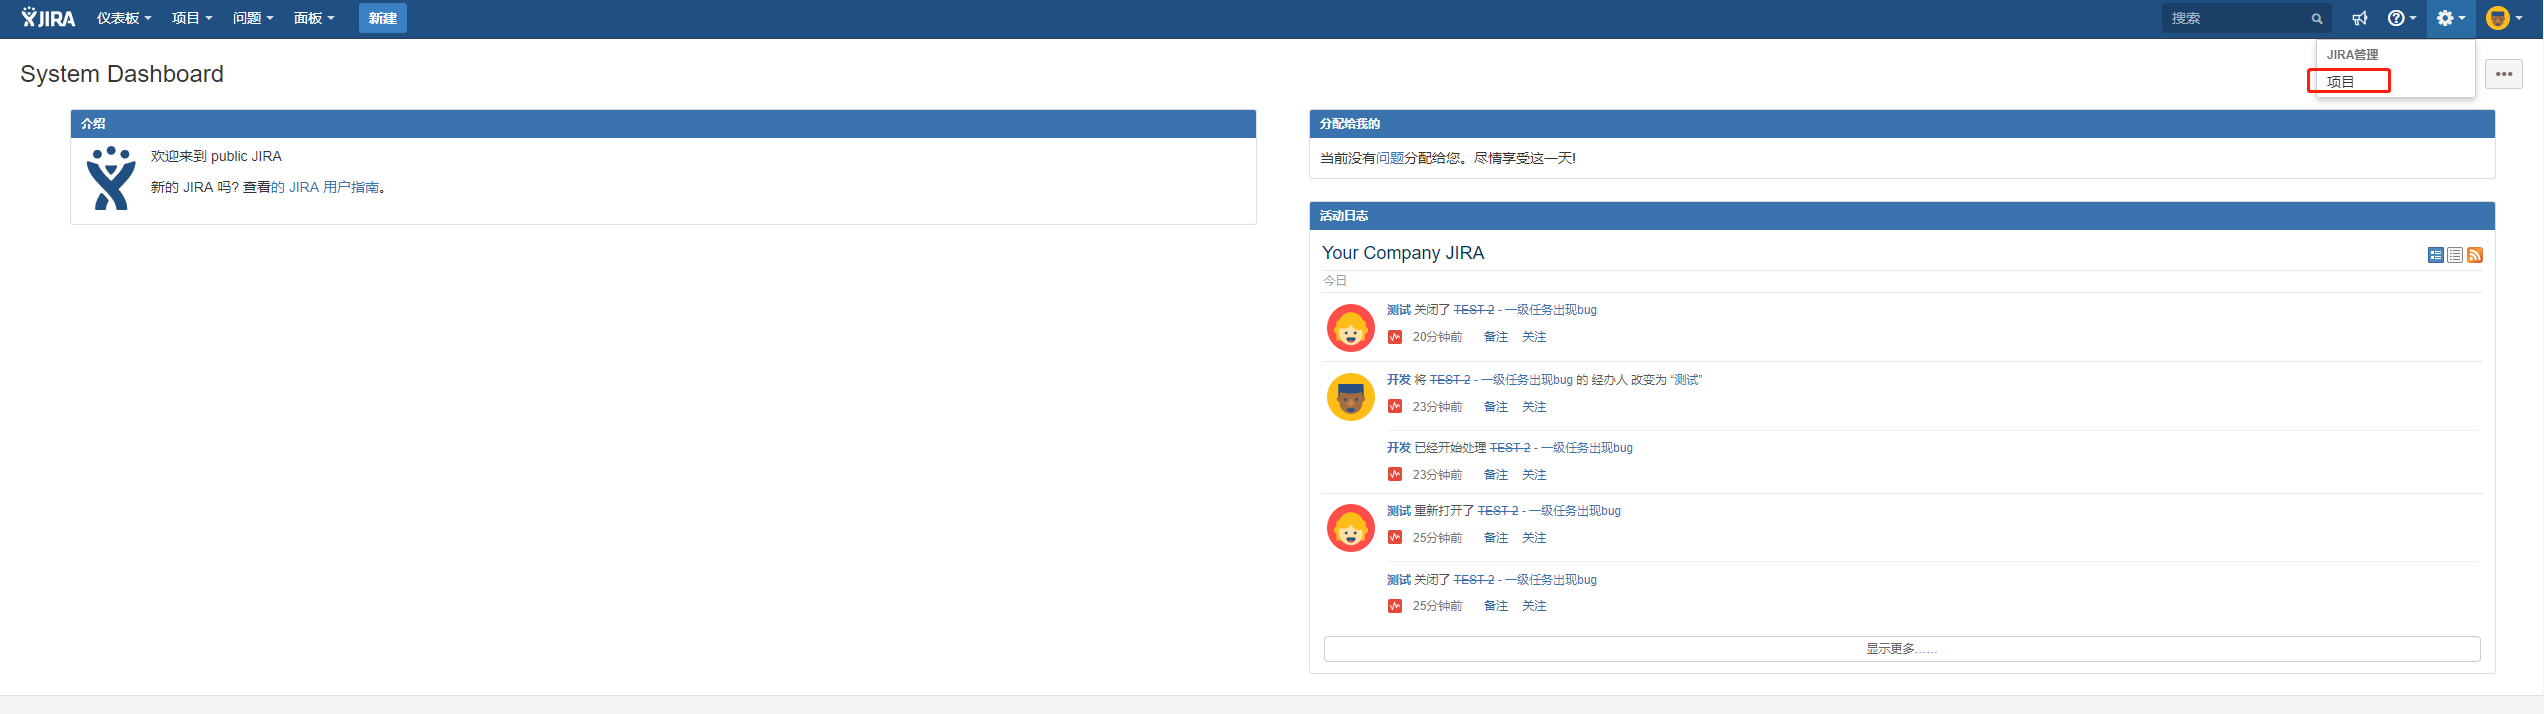 JIRA 仪表板 项目 问题 面板 新建 搜索
JIRA管理
项目
System Dashboard
介绍
欢迎来到 public JIRA
新的 JIRA 吗? 查看的 JIRA 用户指南。
分配给我的
当前没有问题分配给您。尽情享受这一天!
活动日志
Your Company JIRA
今日
测试 关闭了 TEST-2 - 一级任务出现bug
20分钟前 备注 关注
开发 将 TEST-2 - 一级任务出现bug 的 经办人 改变为 “测试”
23分钟前 备注 关注
开发 已经开始处理 TEST-2 - 一级任务出现bug
23分钟前 备注 关注
测试 重新打开了 TEST-2 - 一级任务出现bug
25分钟前 备注 关注
测试 关闭了 TEST-2 - 一级任务出现bug
25分钟前 备注 关注
显示更多......